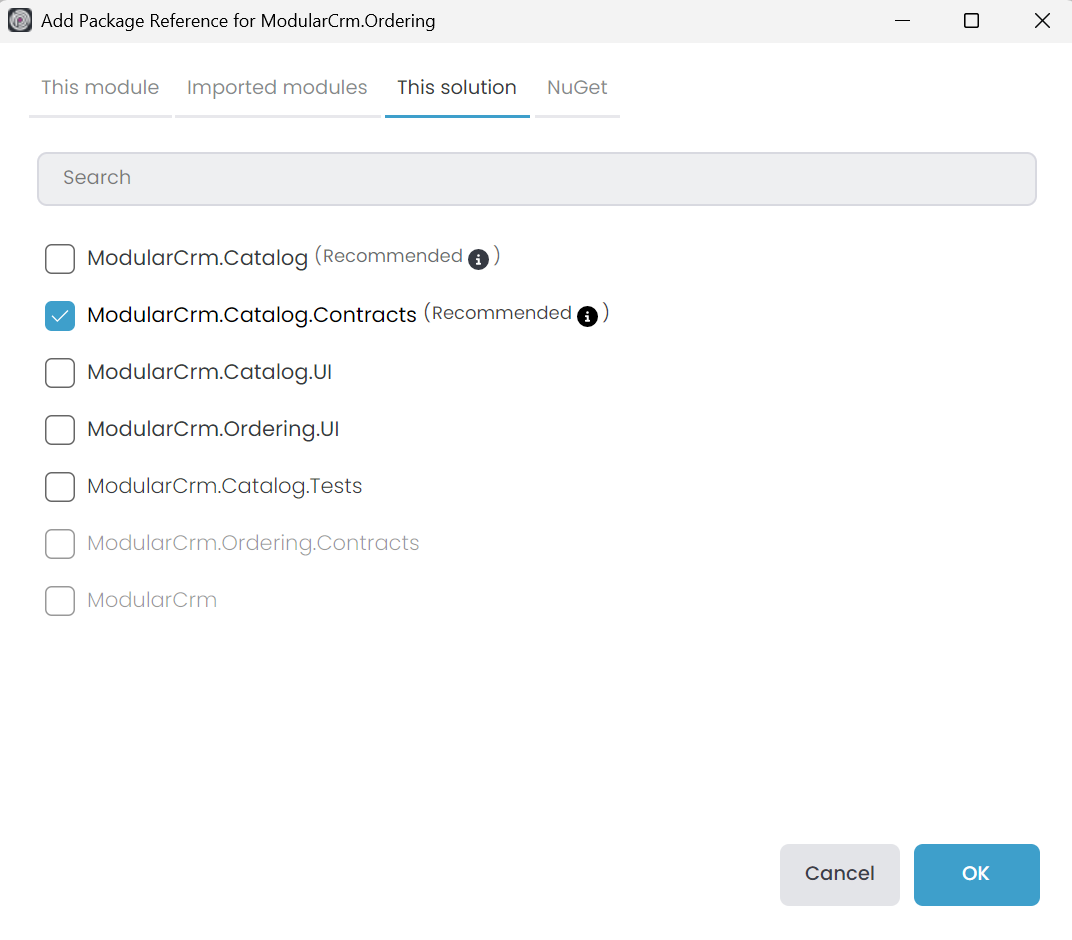 Add Package Reference for ModularCrm.Ordering
This module Imported modules This solution NuGet
Search
ModularCrm.Catalog (Recommended i )
ModularCrm.Catalog.Contracts (Recommended i )
ModularCrm.Catalog.UI
ModularCrm.Ordering.UI
ModularCrm.Catalog.Tests
ModularCrm.Ordering.Contracts
ModularCrm
Cancel OK